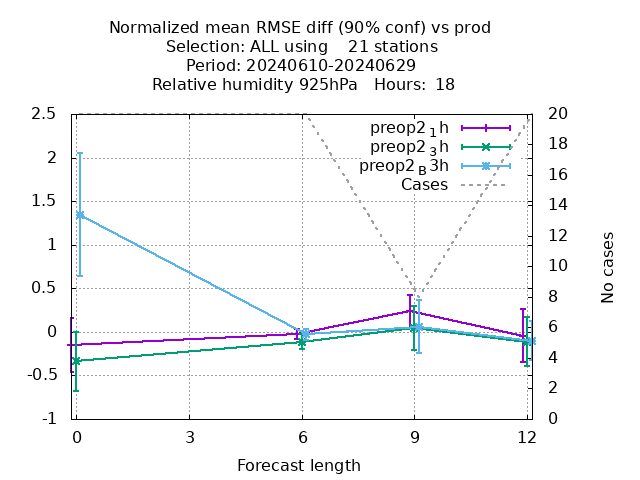 Normalized mean RMSE diff (90% conf) vs prod
Selection: ALL using    21 stations
Period: 20240610-20240629
Relative humidity 925hPa   Hours:  18
preop2 1h
preop2 3h
preop2 B3h
Cases
2.5
2
1.5
1
0.5
0
-0.5
-1
20
18
16
14
12
10
8
6
4
2
0
No cases
0 3 6 9 12
Forecast length